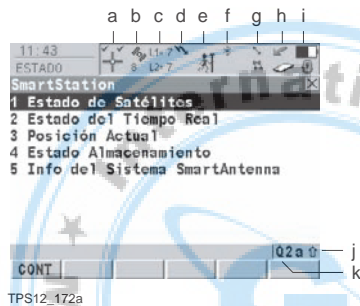 a b c d e f g h i
11:43
L1= 7
8 L2= 7
ESTADO
SmartStation
1 Estado de Satélites
2 Estado del Tiempo Real
3 Posición Actual
4 Estado Almacenamiento
5 Info del Sistema SmartAntenna
Q2a
j
CONT
k
TPS12_172a